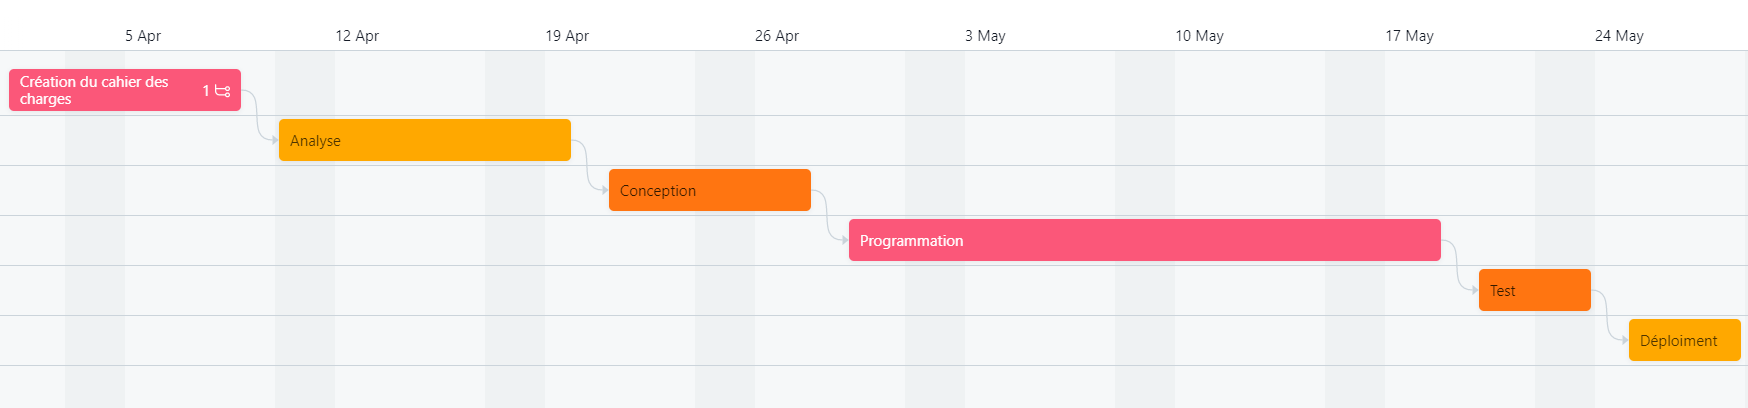 5 Apr 12 Apr 19 Apr 26 Apr 3 May 10 May 17 May 24 May
Création du cahier des
charges 1
Analyse
Conception
Programmation
Test
Déploiment